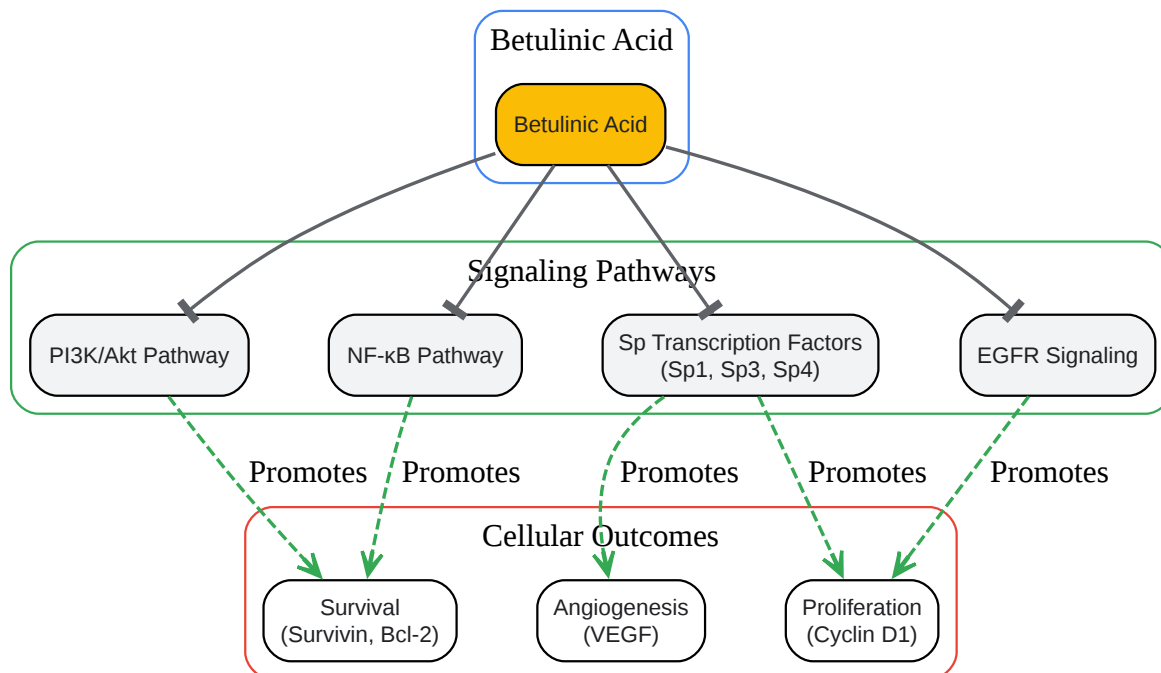 Betulinic Acid
Betulinic Acid
Signaling Pathways
PI3K/Akt Pathway
NF-κB Pathway
Sp Transcription Factors
(Sp1, Sp3, Sp4)
EGFR Signaling
Promotes
Promotes
Promotes
Promotes
Promotes
Cellular Outcomes
Survival
(Survivin, Bcl-2)
Angiogenesis
(VEGF)
Proliferation
(Cyclin D1)